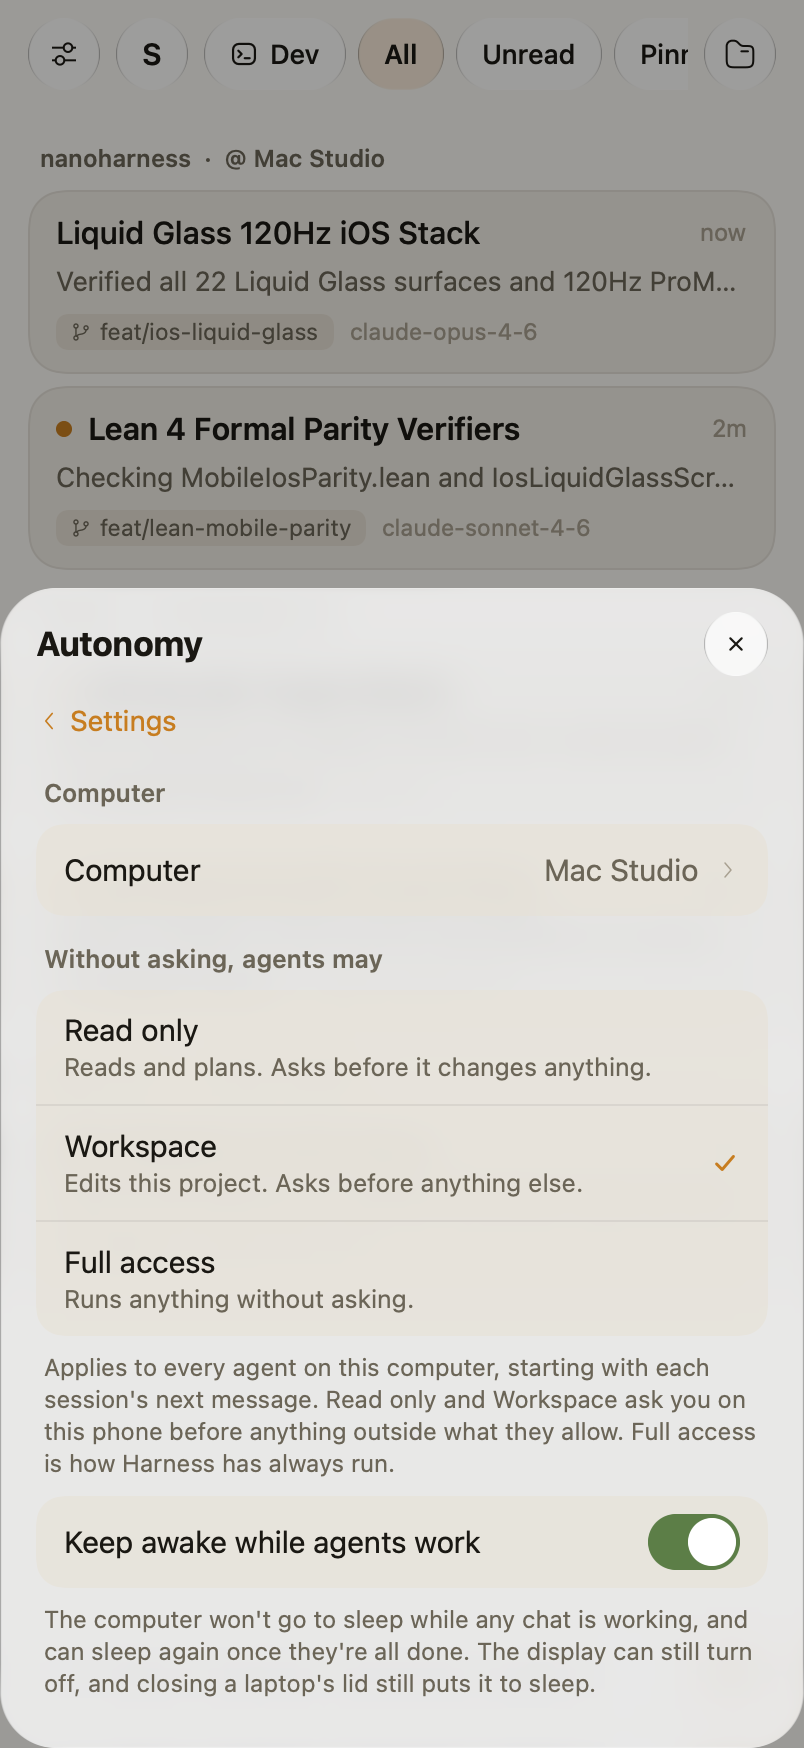 S
Dev
All
Unread
Pinr
nanoharness · @ Mac Studio
Liquid Glass 120Hz iOS Stack
now
Verified all 22 Liquid Glass surfaces and 120Hz ProM...
feat/ios-liquid-glass
claude-opus-4-6
Lean 4 Formal Parity Verifiers
2m
Checking MobileIosParity.lean and IosLiquidGlassScr...
feat/lean-mobile-parity
claude-sonnet-4-6
Autonomy
Settings
Computer
Computer
Mac Studio
Without asking, agents may
Read only
Reads and plans. Asks before it changes anything.
Workspace
Edits this project. Asks before anything else.
Full access
Runs anything without asking.
Applies to every agent on this computer, starting with each
session's next message. Read only and Workspace ask you on
this phone before anything outside what they allow. Full access
is how Harness has always run.
Keep awake while agents work
The computer won't go to sleep while any chat is working, and
can sleep again once they're all done. The display can still turn
off, and closing a laptop's lid still puts it to sleep.